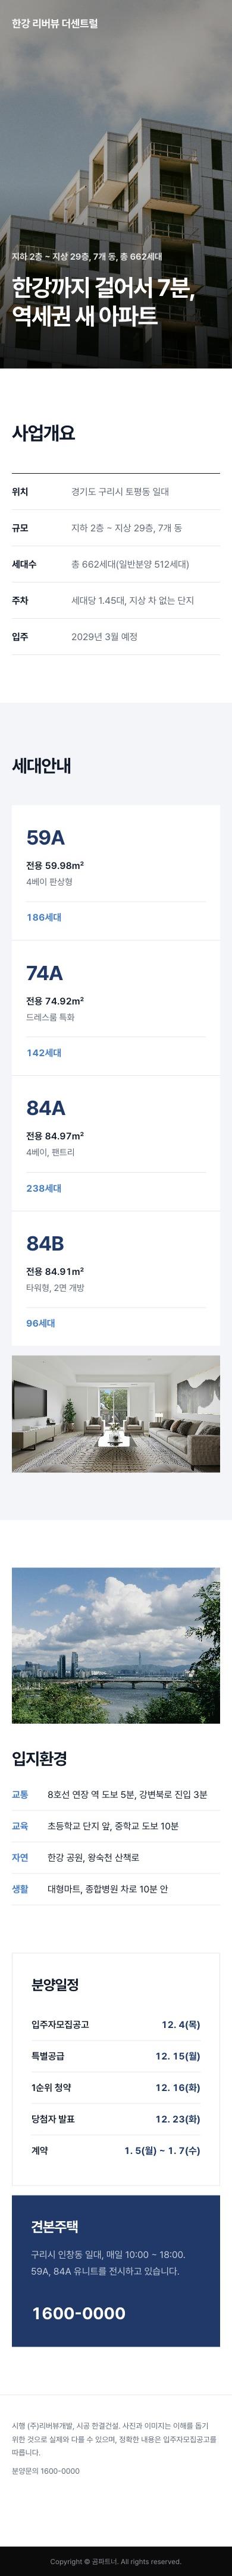 한강 리버뷰 더센트럴
지하 2층 ~ 지상 29층, 7개 동, 총 662세대
한강까지 걸어서 7분,
역세권 새 아파트
사업개요
위치 경기도 구리시 토평동 일대
규모 지하 2층 ~ 지상 29층, 7개 동
세대수 총 662세대(일반분양 512세대)
주차 세대당 1.45대, 지상 차 없는 단지
입주 2029년 3월 예정
세대안내
59A
전용 59.98m²
4베이 판상형
186세대
74A
전용 74.92m²
드레스룸 특화
142세대
84A
전용 84.97m²
4베이, 팬트리
238세대
84B
전용 84.91m²
타워형, 2면 개방
96세대
입지환경
교통 8호선 연장 역 도보 5분, 강변북로 진입 3분
교육 초등학교 단지 앞, 중학교 도보 10분
자연 한강 공원, 왕숙천 산책로
생활 대형마트, 종합병원 차로 10분 안
분양일정
입주자모집공고 12. 4(목)
특별공급 12. 15(월)
1순위 청약 12. 16(화)
당첨자 발표 12. 23(화)
계약 1. 5(월) ~ 1. 7(수)
견본주택
구리시 인창동 일대, 매일 10:00 ~ 18:00.
59A, 84A 유니트를 전시하고 있습니다.
1600-0000
시행 (주)리버뷰개발, 시공 한결건설. 사진과 이미지는 이해를 돕기
위한 것으로 실제와 다를 수 있으며, 정확한 내용은 입주자모집공고를
따릅니다.
분양문의 1600-0000
Copyright © 곰파트너. All rights reserved.